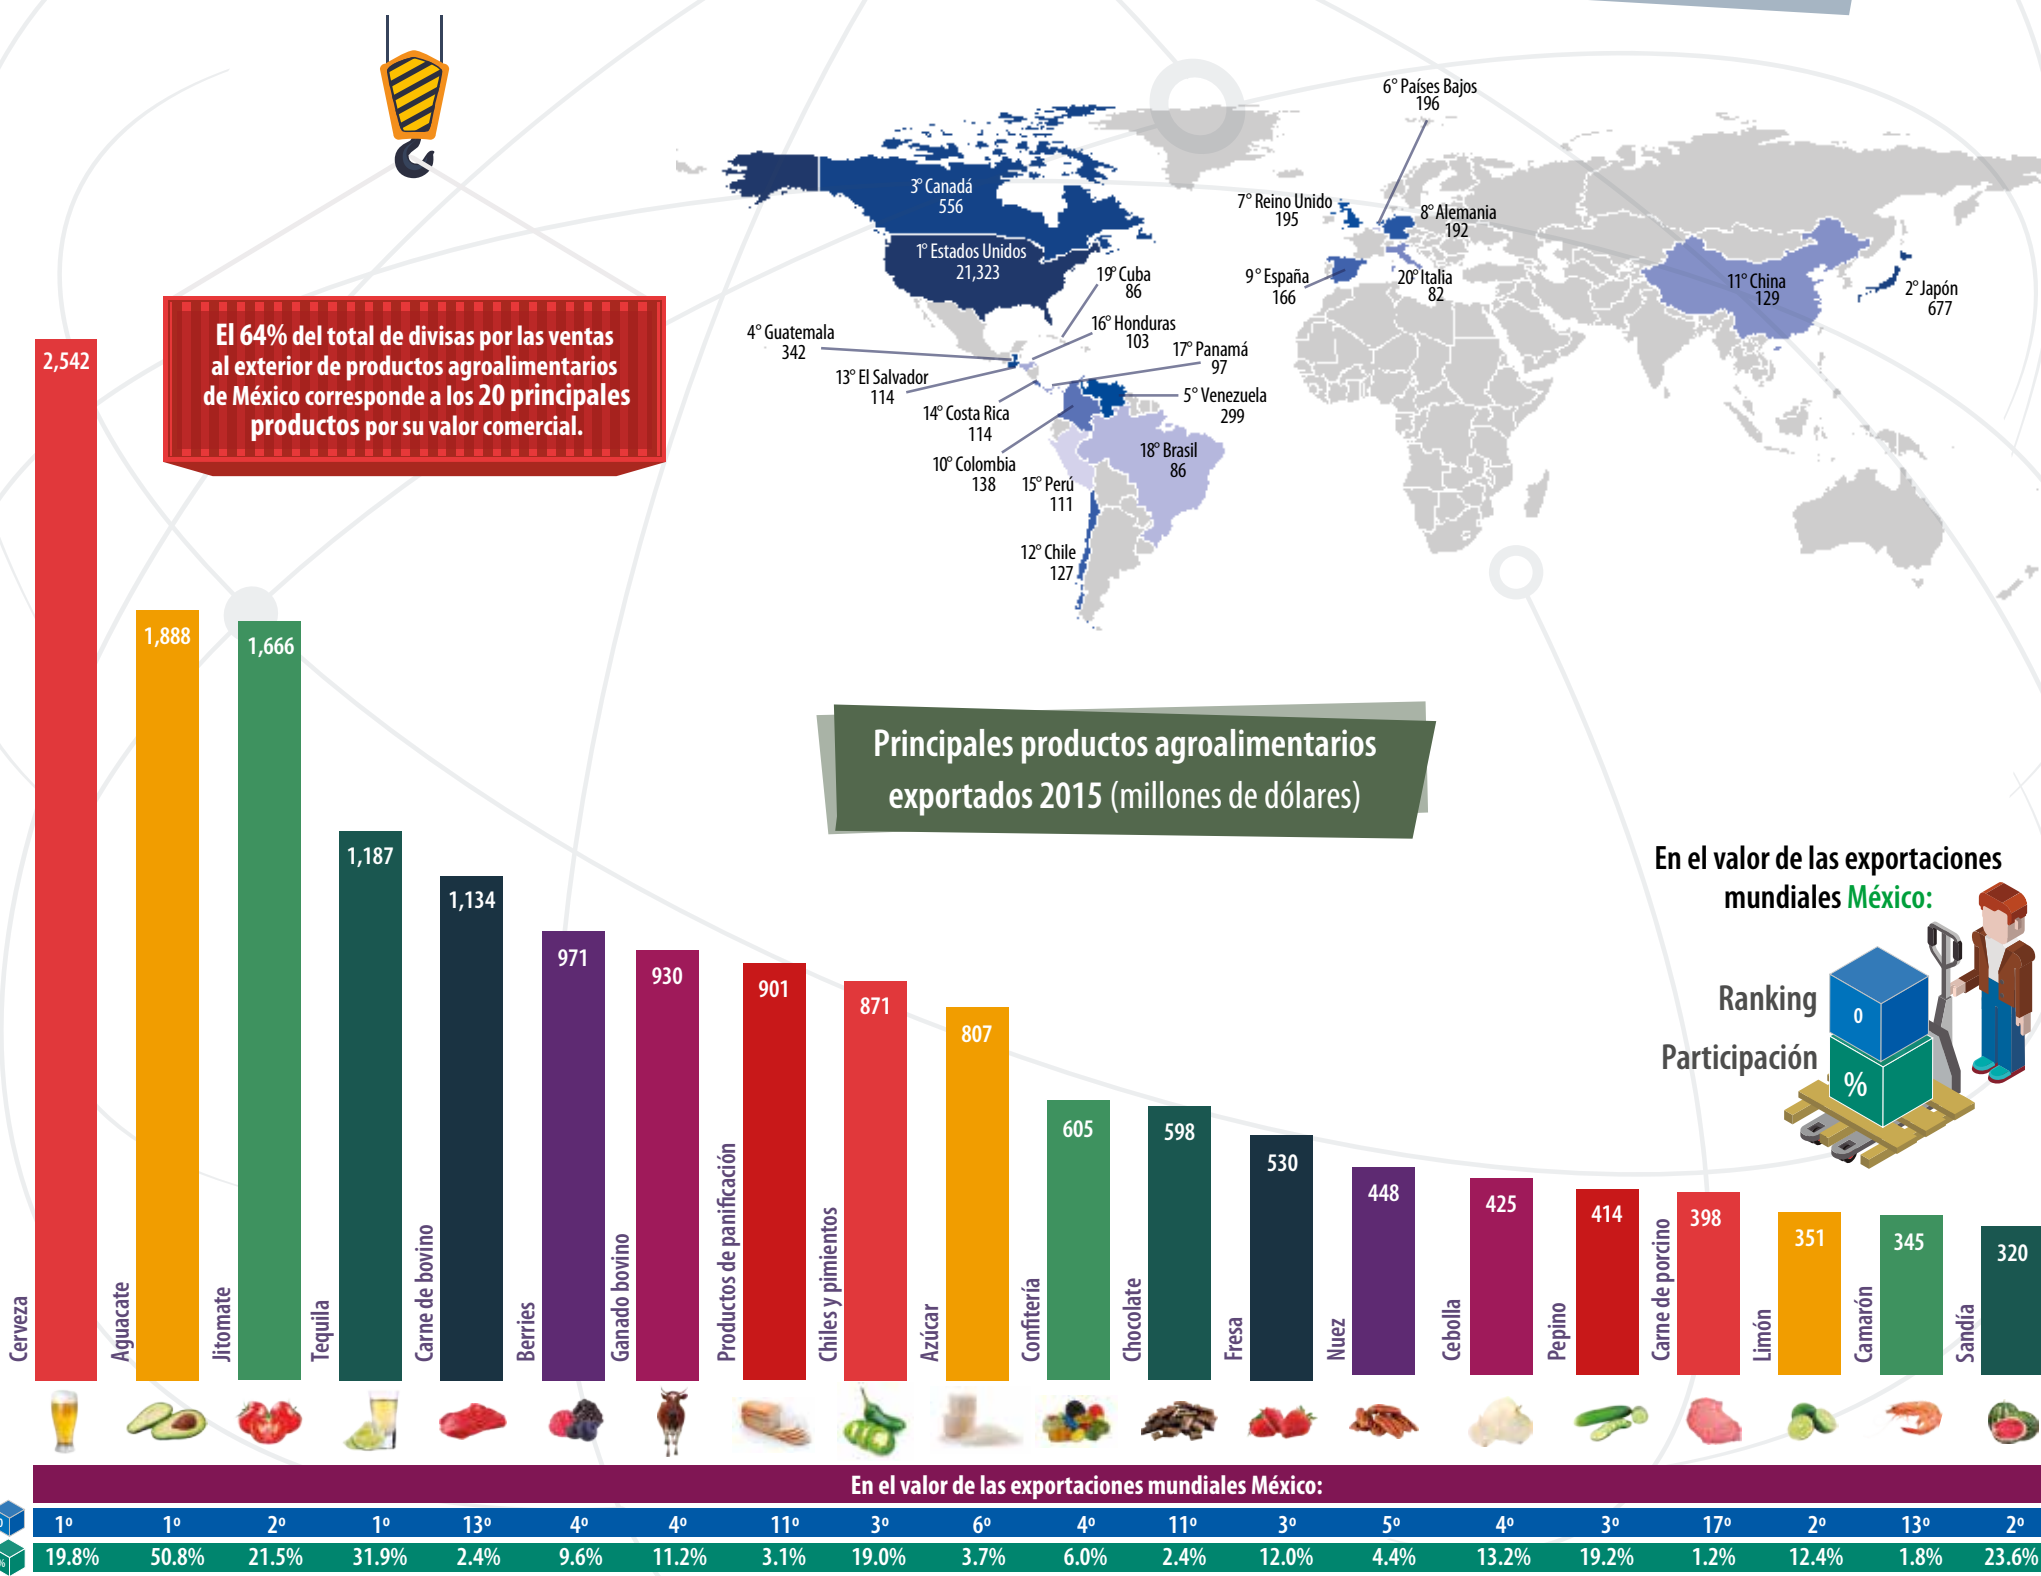 6° Países Bajos
196
3° Canadá
556
7° Reino Unido
195
8° Alemania
192
1° Estados Unidos
21,323
19° Cuba
86
9° España
166
20° Italia
82
11° China
129
2° Japón
677
4° Guatemala
342
16° Honduras
103
17° Panamá
97
13° El Salvador
114
5° Venezuela
299
14° Costa Rica
114
10° Colombia
138
18° Brasil
86
15° Perú
111
12° Chile
127
El 64% del total de divisas por las ventas
al exterior de productos agroalimentarios
de México corresponde a los 20 principales
productos por su valor comercial.
Principales productos agroalimentarios
exportados 2015 (millones de dólares)
En el valor de las exportaciones
mundiales México:
Ranking
0
Participación
%
2,542
1,888
1,666
1,187
1,134
971
930
901
871
807
605
598
530
448
425
414
398
351
345
320
Cerveza
Aguacate
Jitomate
Tequila
Carne de bovino
Berries
Ganado bovino
Productos de panificación
Chiles y pimientos
Azúcar
Confitería
Chocolate
Fresa
Nuez
Cebolla
Pepino
Carne de porcino
Limón
Camarón
Sandía
En el valor de las exportaciones mundiales México:
1º 1º 2º 1º 13º 4º 4º 11º 3º 6º 4º 11º 3º 5º 4º 3º 17º 2º 13º 2º
% 19.8% 50.8% 21.5% 31.9% 2.4% 9.6% 11.2% 3.1% 19.0% 3.7% 6.0% 2.4% 12.0% 4.4% 13.2% 19.2% 1.2% 12.4% 1.8% 23.6%